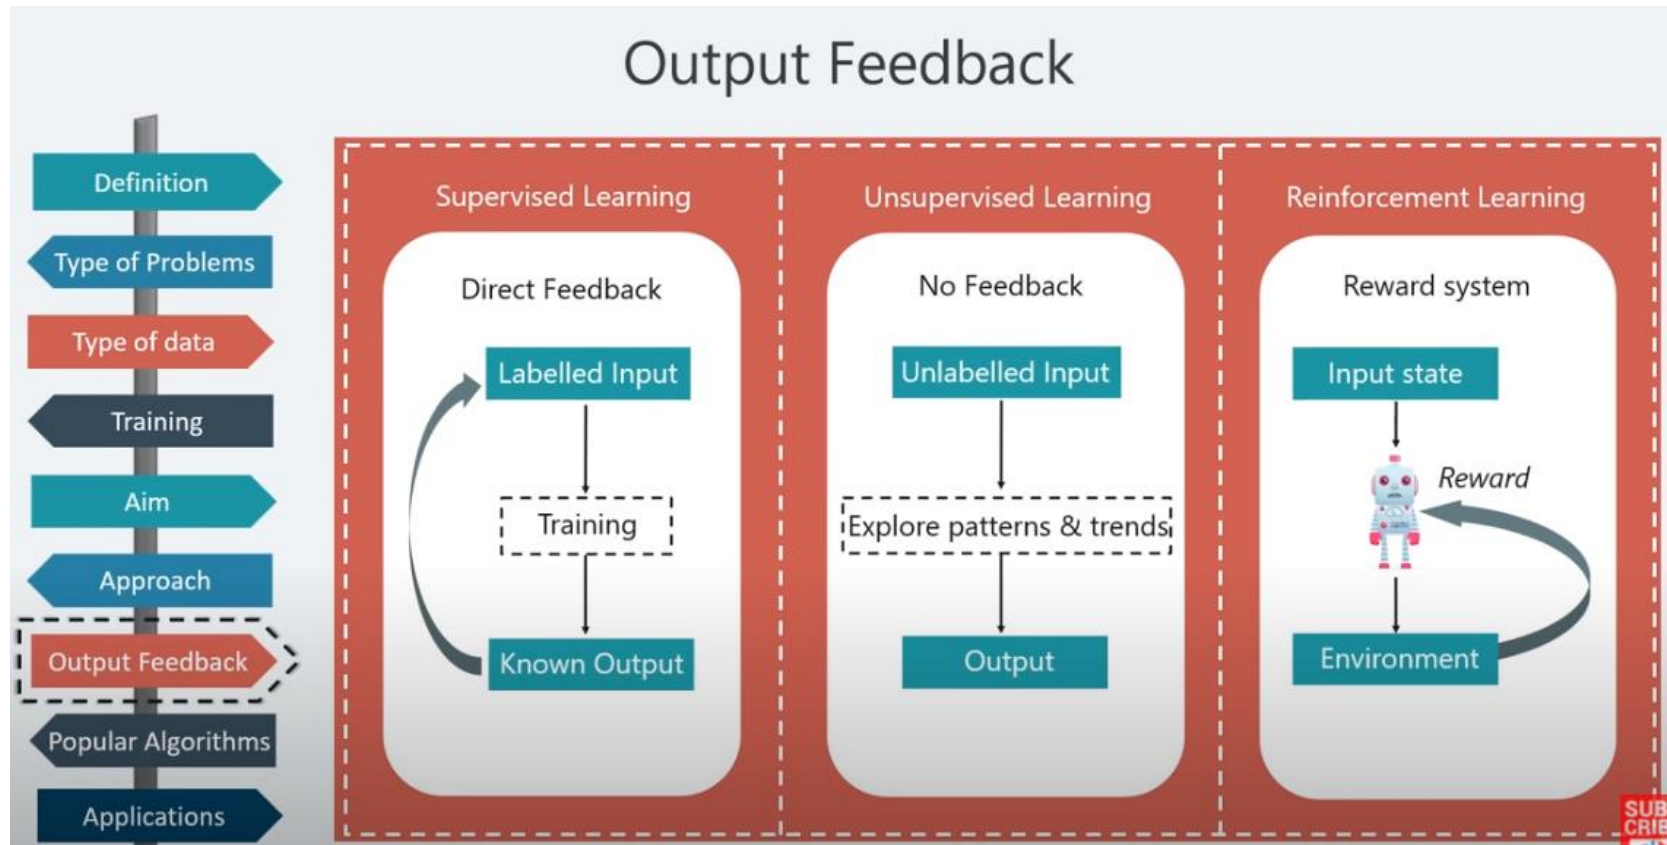 Output Feedback
Definition
Type of Problems
Type of data
Training
Aim
Approach
Output Feedback
Popular Algorithms
Applications
Supervised Learning
Direct Feedback
Labelled Input
Training
Known Output
Unsupervised Learning
No Feedback
Unlabelled Input
Explore patterns & trends
Output
Reinforcement Learning
Reward system
Input state
Reward
Environment
SUB
CRIB